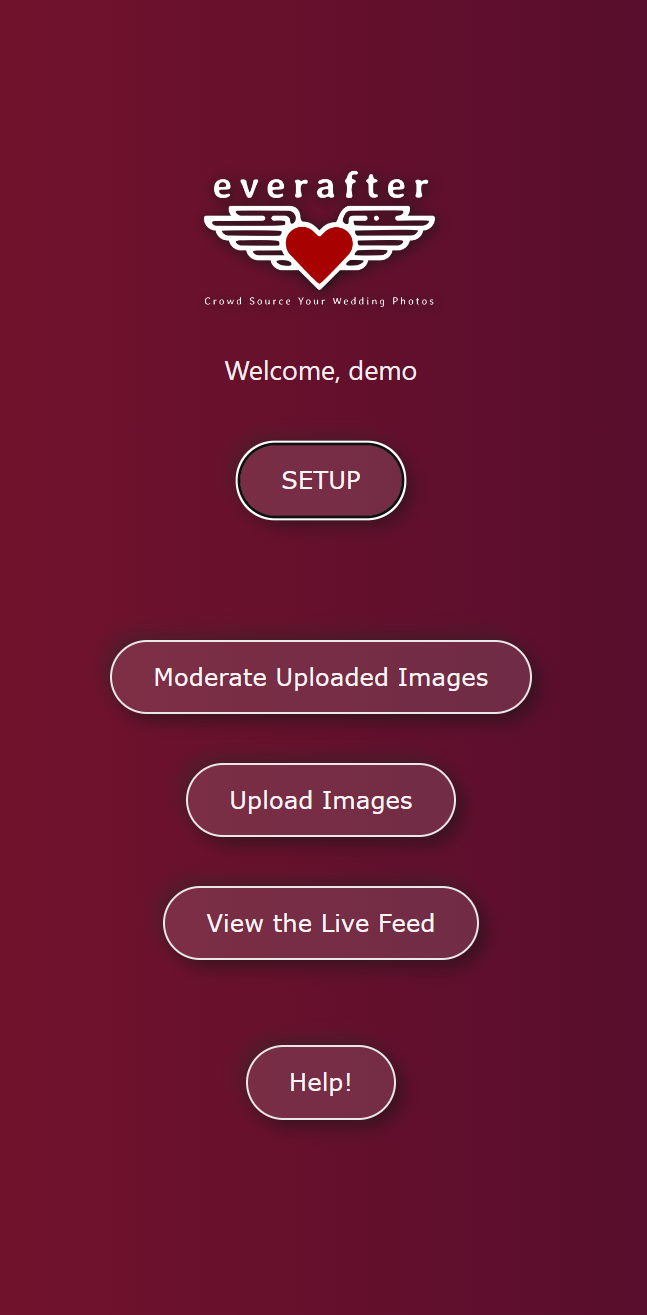 everafter
Crowd Source Your Wedding Photos
Welcome, demo
SETUP
Moderate Uploaded Images
Upload Images
View the Live Feed
Help!